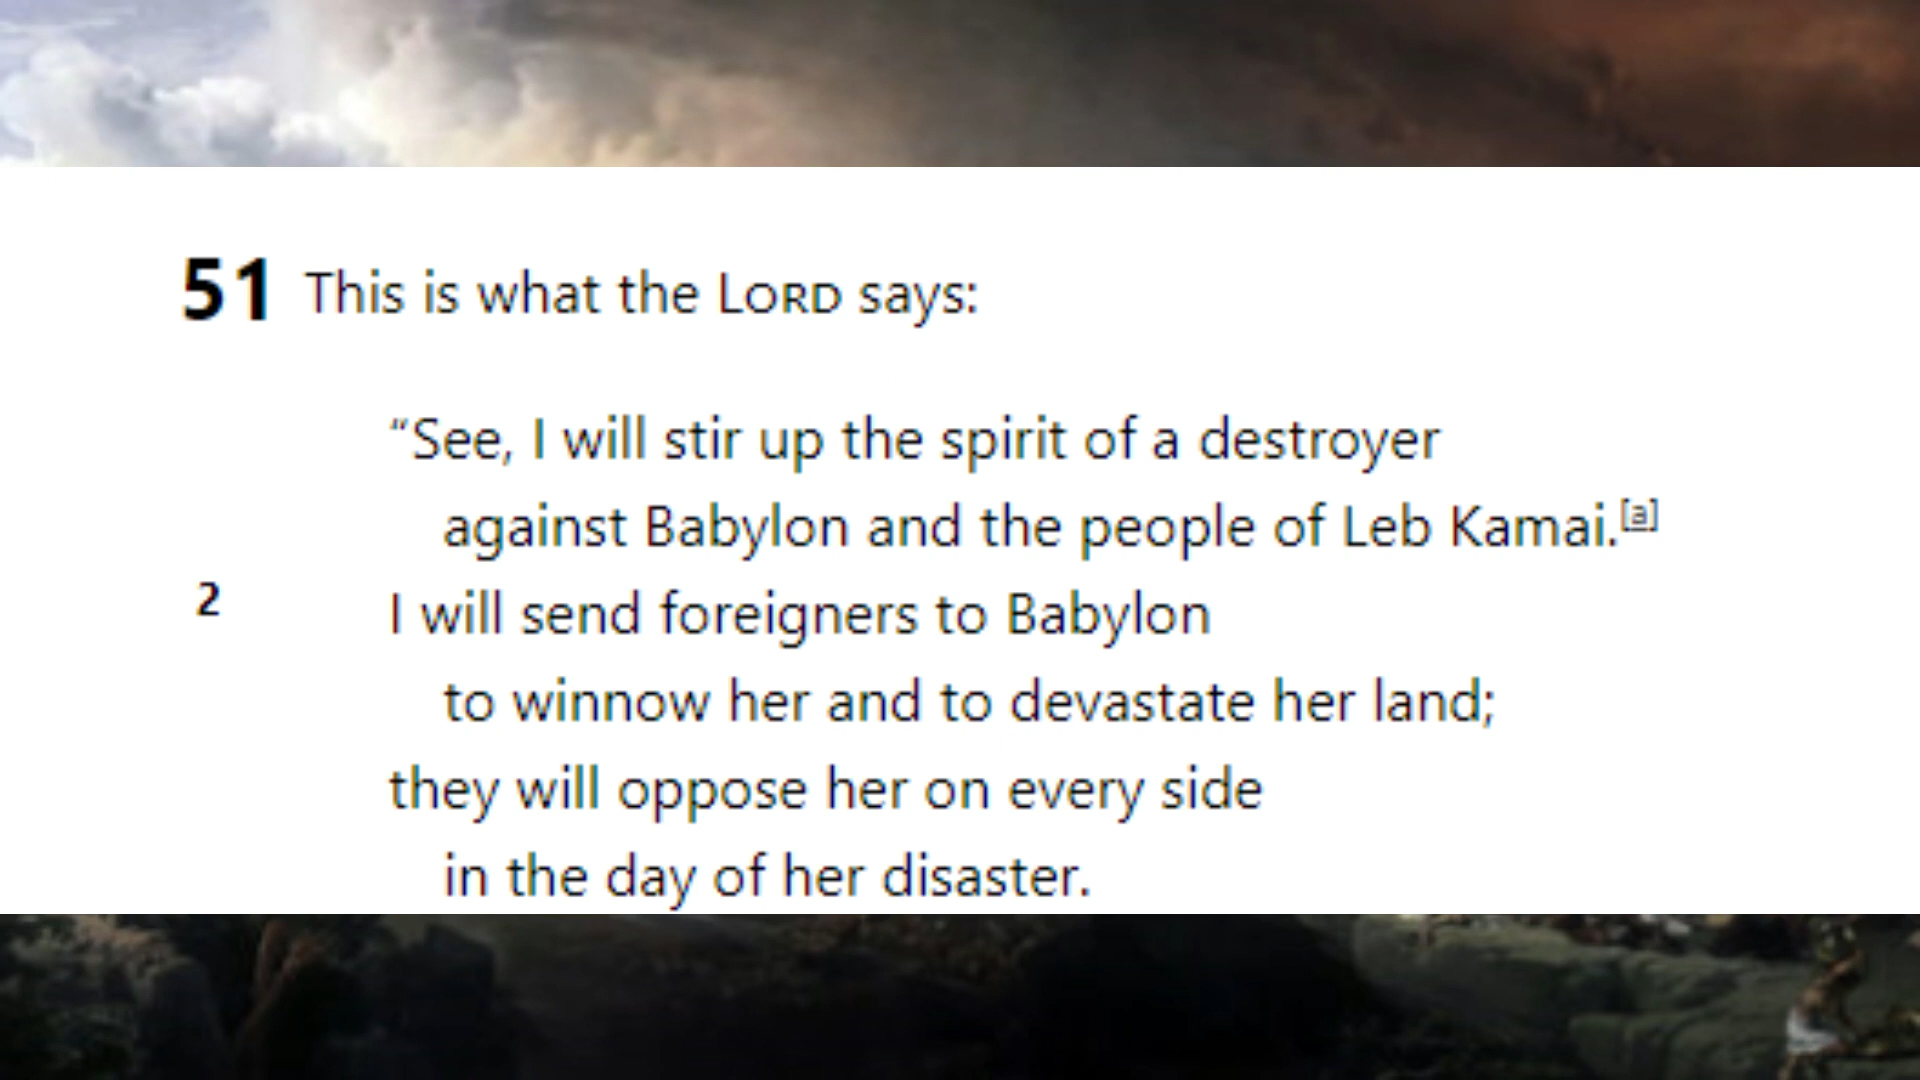 51 This is what the LORD says:
“See, I will stir up the spirit of a destroyer
against Babylon and the people of Leb Kamai.[a]
2 I will send foreigners to Babylon
to winnow her and to devastate her land;
they will oppose her on every side
in the day of her disaster.